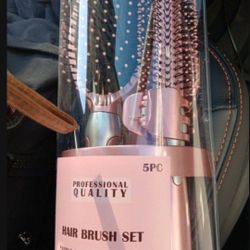 5PC
PROFESSIONAL
QUALITY
HAIR BRUSH SET